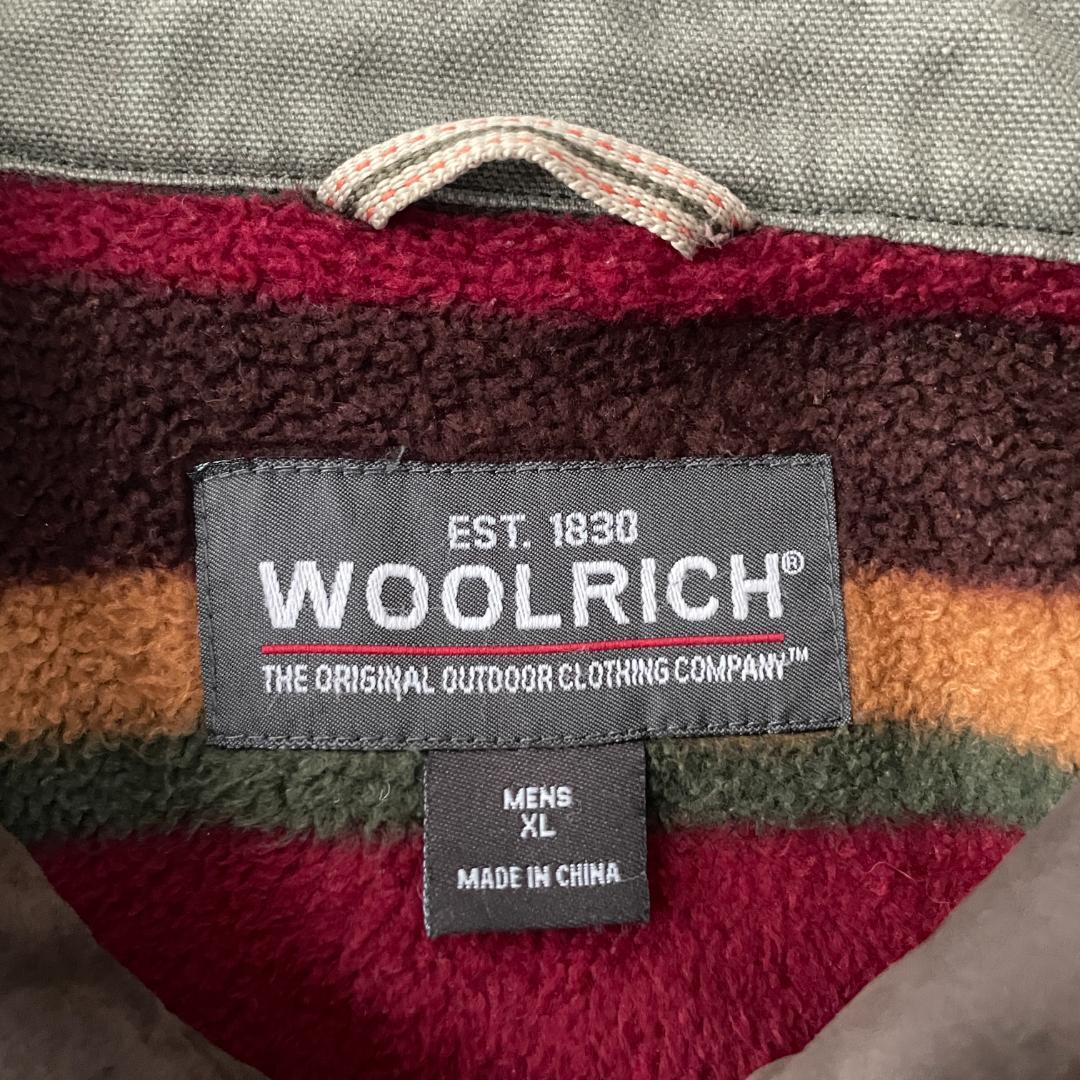 EST. 1830
WOOLRICH®
THE ORIGINAL OUTDOOR CLOTHING COMPANY™
MENS
XL
MADE IN CHINA